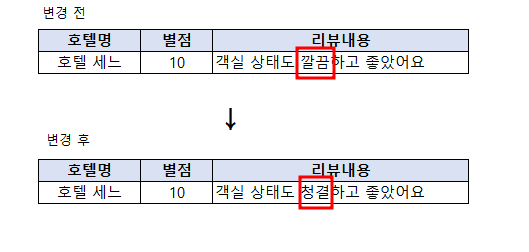 변경 전
호텔명 별점 리뷰내용
호텔 세느 10 객실 상태도 깔끔하고 좋았어요
↓
변경 후
호텔명 별점 리뷰내용
호텔 세느 10 객실 상태도 청결하고 좋았어요